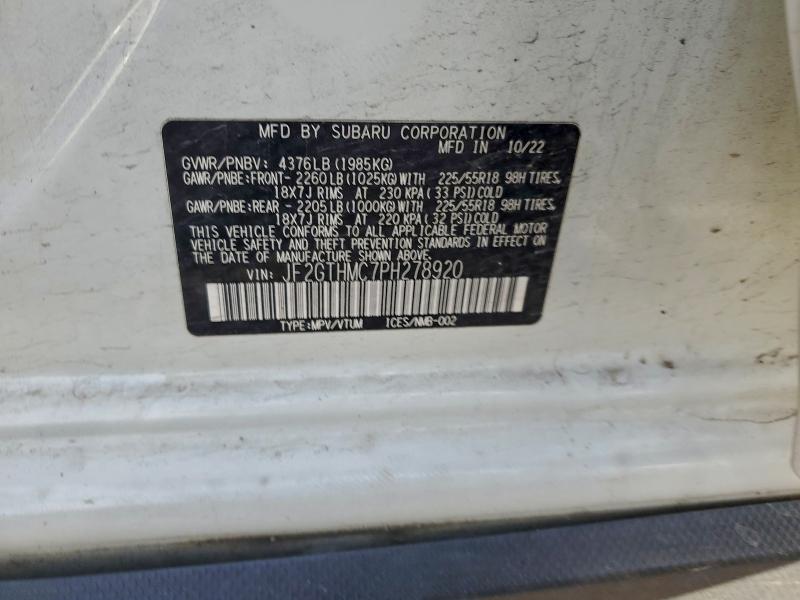 MFD BY SUBARU CORPORATION
MFD IN 10/22
GVWR/PNBV: 4376LB (1985KG)
GAWR/PNBE:FRONT- 2260LB (1025KG)WITH 225/55R18 98H TIRES,
18X7J RIMS AT 230 KPA ( 33 PSI)COLD
GAWR/PNBE:REAR - 2205LB (1000KG)WITH 225/55R18 98H TIRES,
18X7J RIMS AT 220 KPA ( 32 PSI)COLD
THIS VEHICLE CONFORMS TO ALL APPLICABLE FEDERAL MOTOR
VEHICLE SAFETY AND THEFT PREVENTION STANDARDS IN EFFECT ON
THE DATE OF MANUFACTURE SHOWN ABOVE.
VIN: JF2GTHMC7PH278920
TYPE:MPV/VTUM ICES/NMB-002